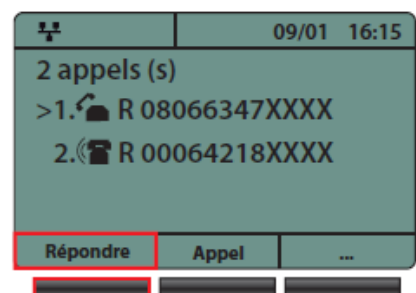 09/01 16:15
2 appels (s)
>1. R 08066347XXXX
2. R 00064218XXXX
Répondre Appel ...